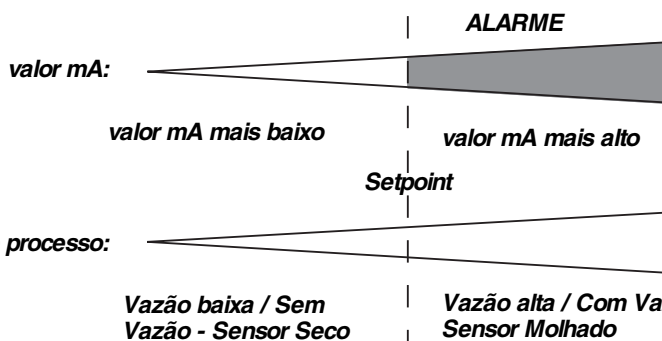 ALARME
valor mA:
valor mA mais baixo
valor mA mais alto
Setpoint
processo:
Vazão baixa / Sem
Vazão - Sensor Seco
Vazão alta / Com Va
Sensor Molhado